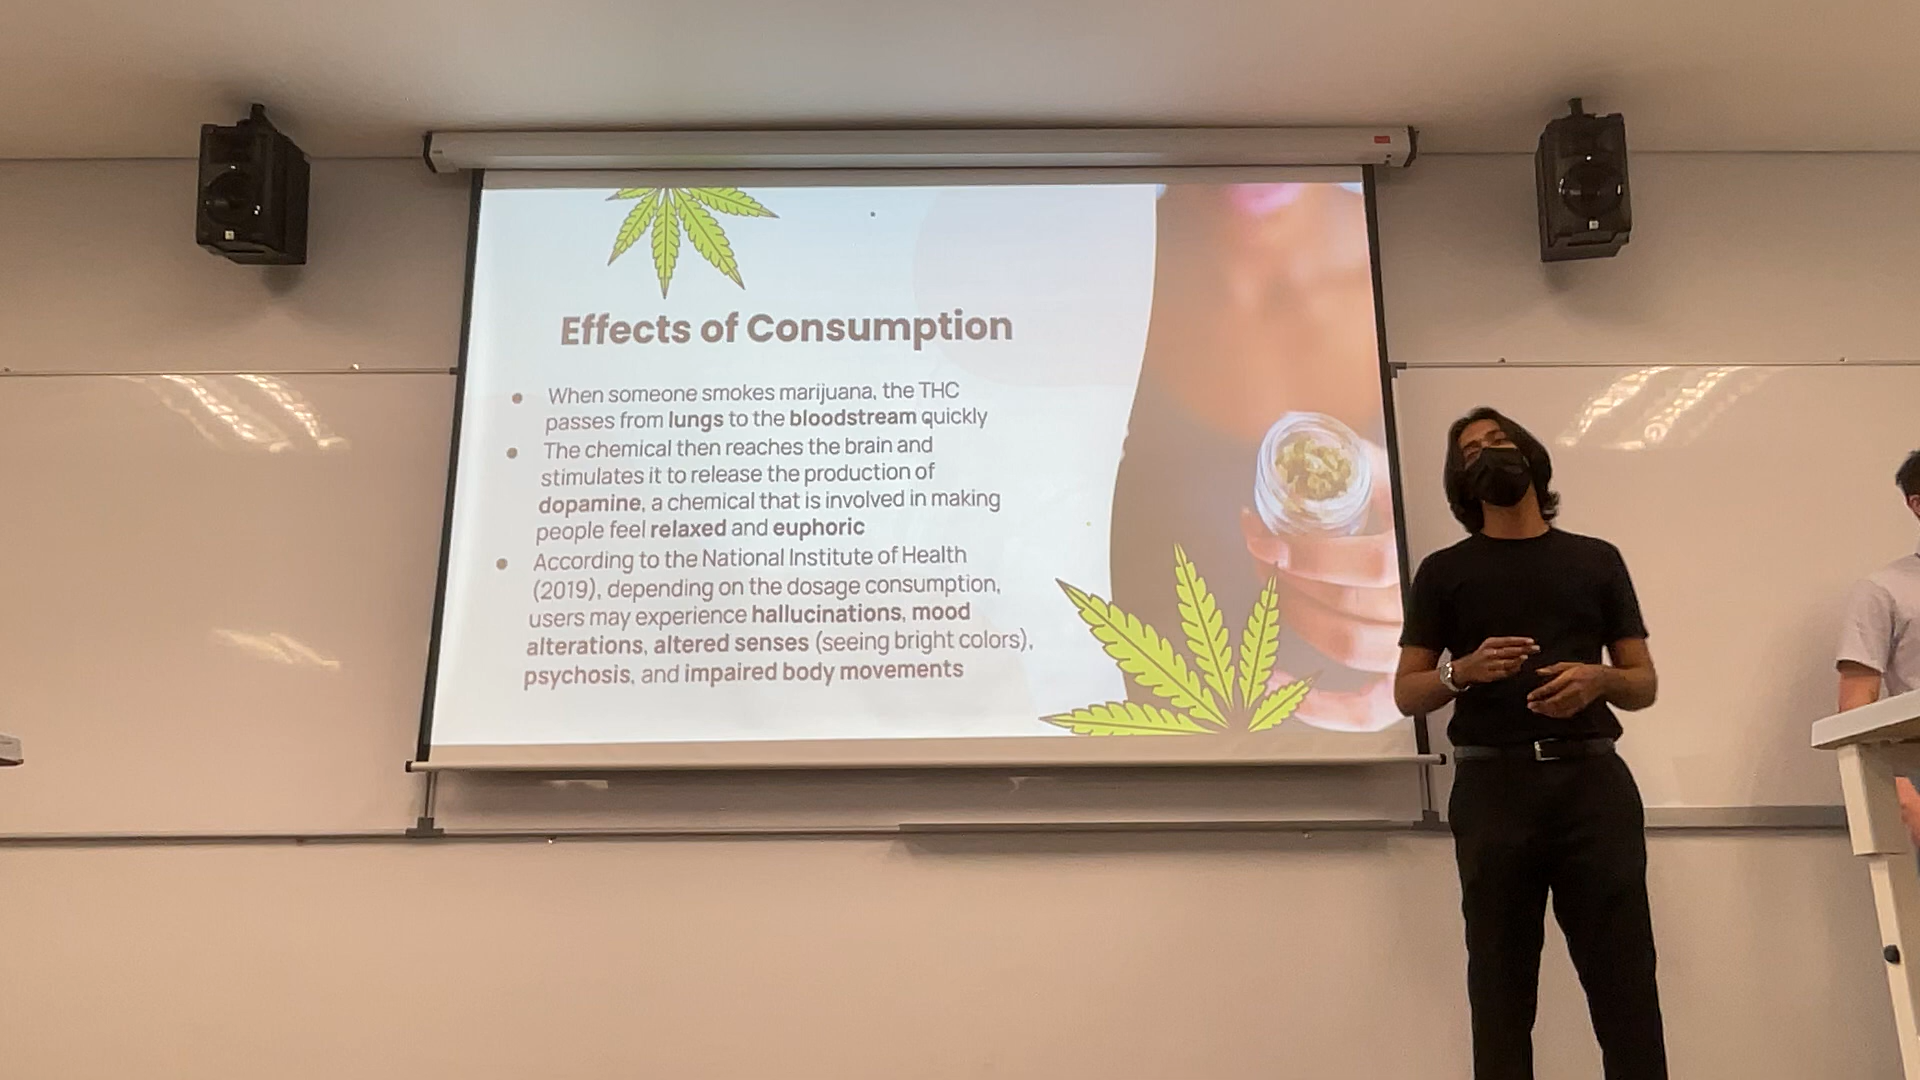 Effects of Consumption
When someone smokes marijuana, the THC
passes from lungs to the bloodstream quickly
The chemical then reaches the brain and
stimulates it to release the production of
dopamine, a chemical that is involved in making
people feel relaxed and euphoric
According to the National Institute of Health
(2019), depending on the dosage consumption,
users may experience hallucinations, mood
alterations, altered senses (seeing bright colors),
psychosis, and impaired body movements